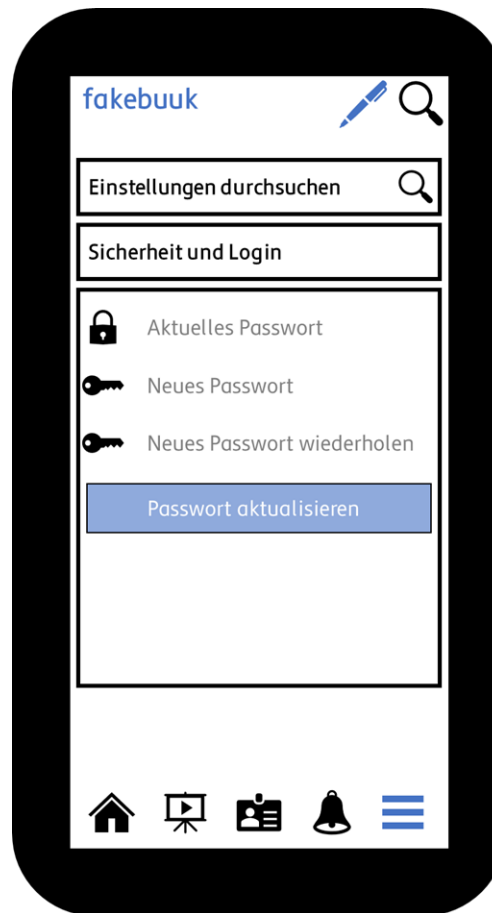 fakebuuk
Einstellungen durchsuchen
Sicherheit und Login
Aktuelles Passwort
Neues Passwort
Neues Passwort wiederholen
Passwort aktualisieren